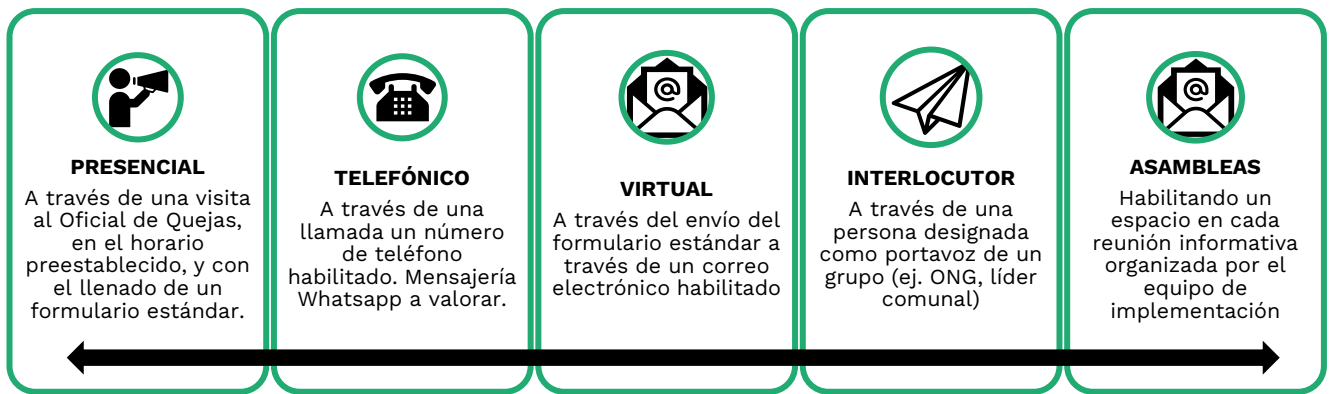 PRESENCIAL
A través de una visita
al Oficial de Quejas,
en el horario
preestablecido, y con
el llenado de un
formulario estándar.
TELEFÓNICO
A través de una
llamada un número
de teléfono
habilitado. Mensajería
Whatsapp a valorar.
VIRTUAL
A través del envío del
formulario estándar a
través de un correo
electrónico habilitado
INTERLOCUTOR
A través de una
persona designada
como portavoz de un
grupo (ej. ONG, líder
comunal)
ASAMBLEAS
Habilitando un
espacio en cada
reunión informativa
organizada por el
equipo de
implementación